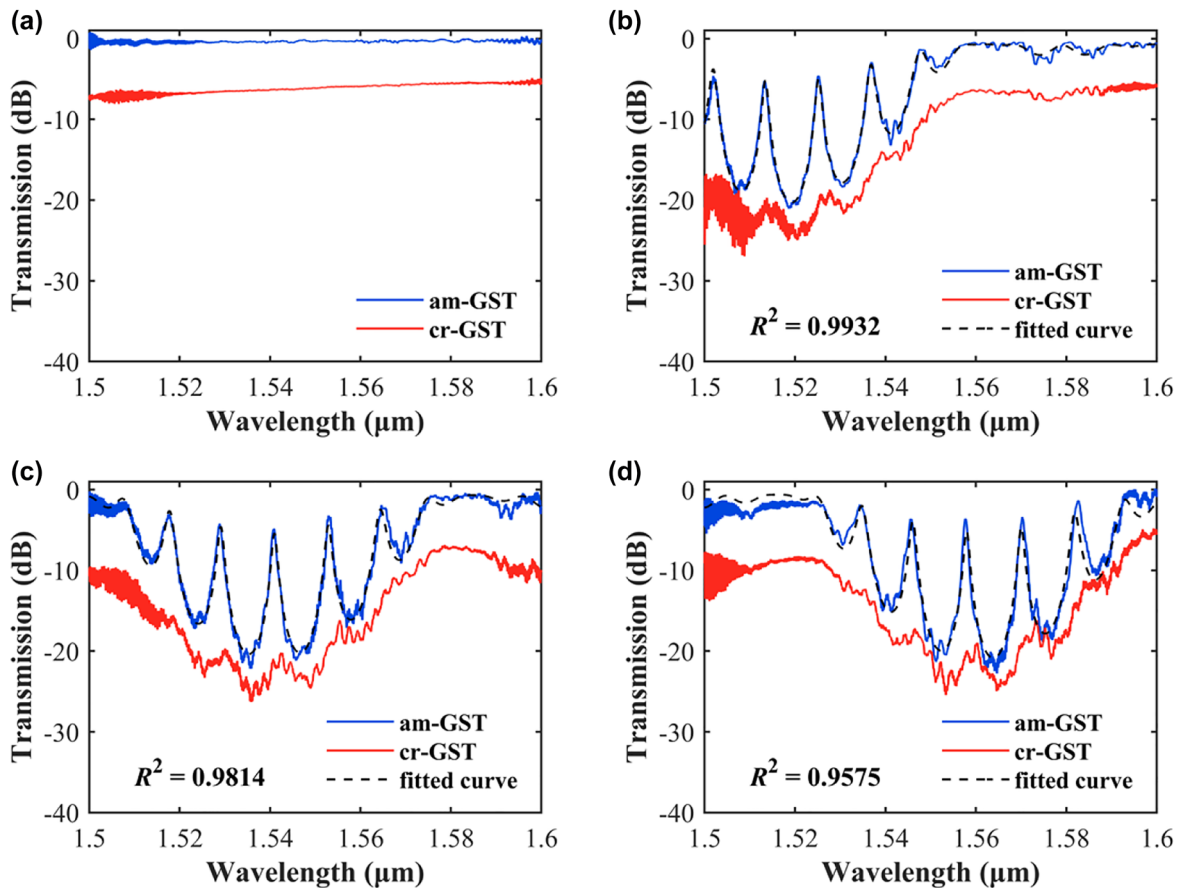 (a)
0
-10
-20
-30
-40
Transmission (dB)
am-GST
cr-GST
1.5
1.52
1.54
1.56
1.58
1.6
Wavelength (µm)
(b)
0
-10
-20
-30
-40
Transmission (dB)
am-GST
cr-GST
fitted curve
R² = 0.9932
1.5
1.52
1.54
1.56
1.58
1.6
Wavelength (µm)
(c)
0
-10
-20
-30
-40
Transmission (dB)
am-GST
cr-GST
fitted curve
R² = 0.9814
1.5
1.52
1.54
1.56
1.58
1.6
Wavelength (µm)
(d)
0
-10
-20
-30
-40
Transmission (dB)
am-GST
cr-GST
fitted curve
R² = 0.9575
1.5
1.52
1.54
1.56
1.58
1.6
Wavelength (µm)